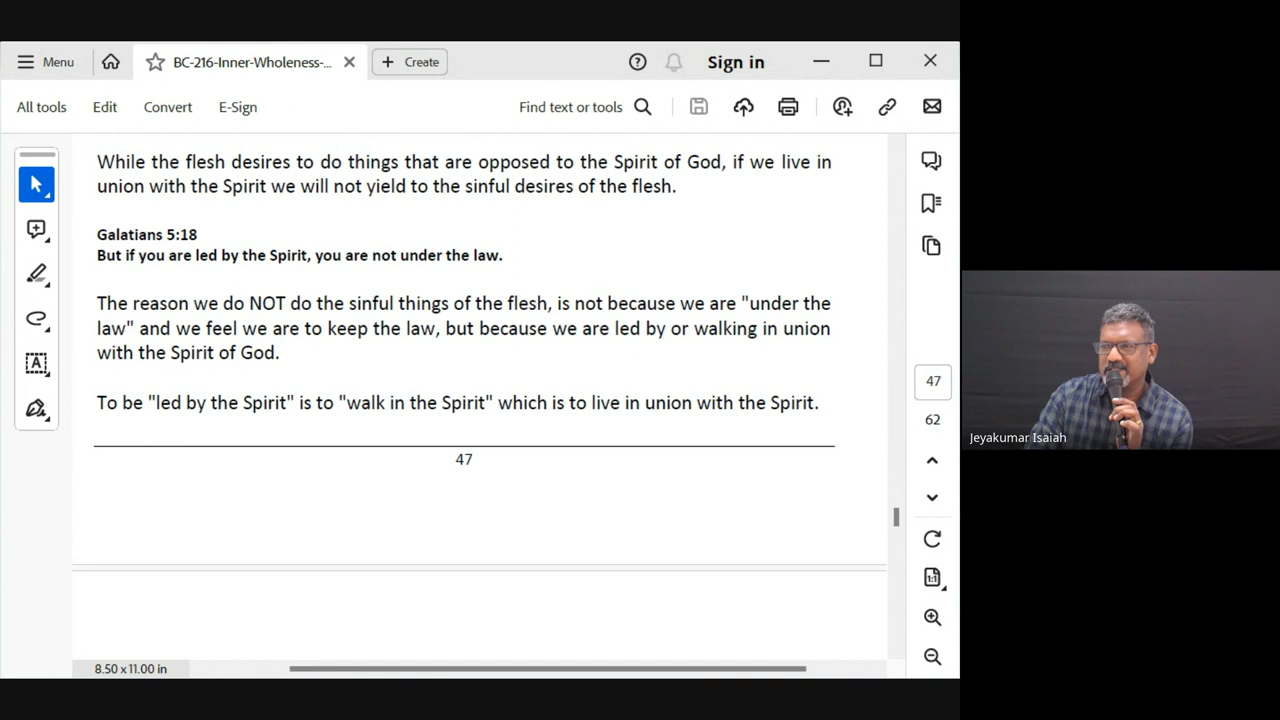 Menu
BC-216-Inner-Wholeness-...
Create
Sign in
All tools
Edit
Convert
E-Sign
Find text or tools
While the flesh desires to do things that are opposed to the Spirit of God, if we live in
union with the Spirit we will not yield to the sinful desires of the flesh.
Galatians 5:18
But if you are led by the Spirit, you are not under the law.
The reason we do NOT do the sinful things of the flesh, is not because we are "under the
law" and we feel we are to keep the law, but because we are led by or walking in union
with the Spirit of God.
To be "led by the Spirit" is to "walk in the Spirit" which is to live in union with the Spirit.
47
47
62
1:1
8.50 x 11.00 in
Jeyakumar Isaiah